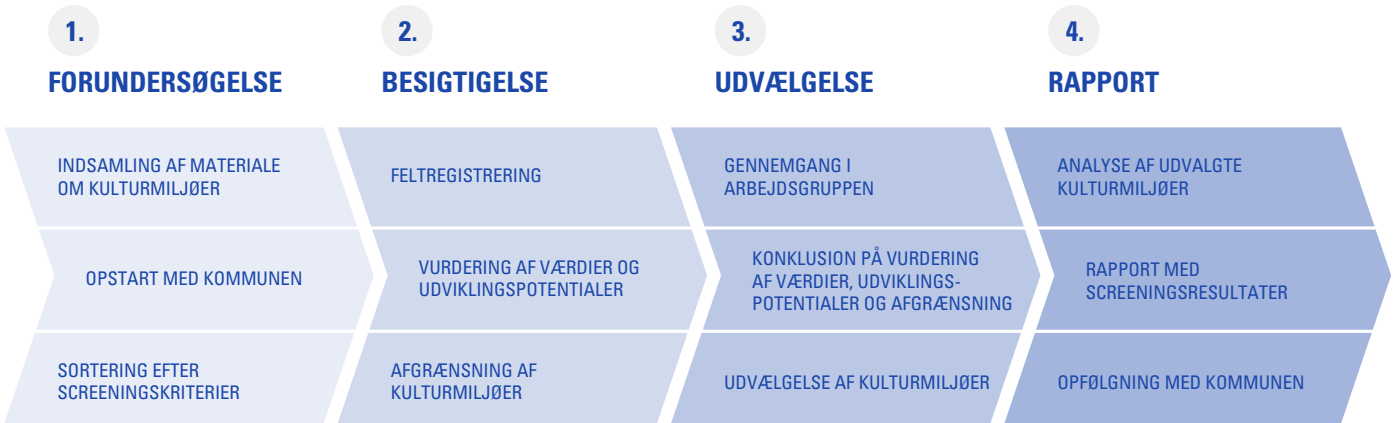 1.
FORUNDERSØGELSE
INDSAMLING AF MATERIALE
OM KULTURMILJØER
OPSTART MED KOMMUNEN
SORTERING EFTER
SCREENINGSKRITERIER
2.
BESIGTIGELSE
FELTREGISTRERING
VURDERING AF VÆRDIER OG
UDVIKLINGSPOTENTIALER
AFGRÆNSNING AF
KULTURMILJØER
3.
UDVÆLGELSE
GENNEMGANG I
ARBEJDSGRUPPEN
KONKLUSION PÅ VURDERING
AF VÆRDIER, UDVIKLINGS-
POTENTIALER OG AFGRÆNSNING
UDVÆLGELSE AF KULTURMILJØER
4.
RAPPORT
ANALYSE AF UDVALGTE
KULTURMILJØER
RAPPORT MED
SCREENINGSRESULTATER
OPFØLGNING MED KOMMUNEN